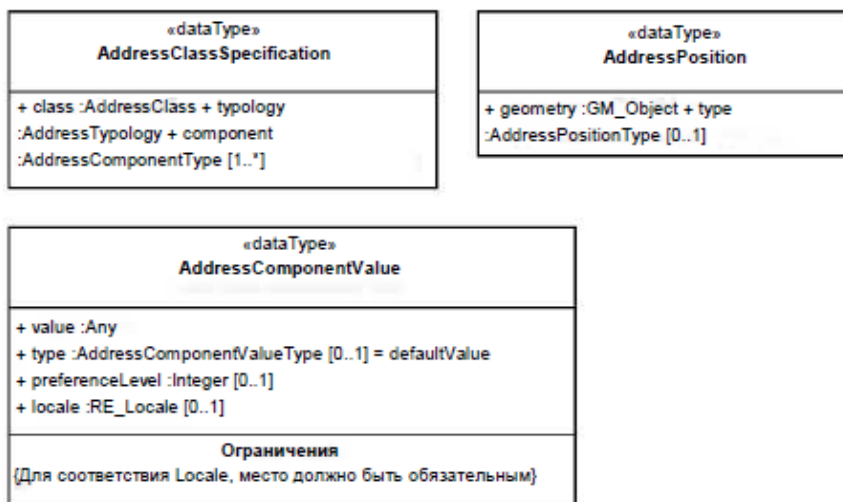 «dataType»
AddressClassSpecification
+ class :AddressClass + typology
:AddressTypology + component
:AddressComponentType [1..*]
«dataType»
AddressPosition
+ geometry :GM_Object + type
:AddressPositionType [0..1]
«dataType»
AddressComponentValue
+ value :Any
+ type :AddressComponentValueType [0..1] = defaultValue
+ preferenceLevel :Integer [0..1]
+ locale :RE_Locale [0..1]
Ограничения
{Для соответствия Locale, место должно быть обязательным}